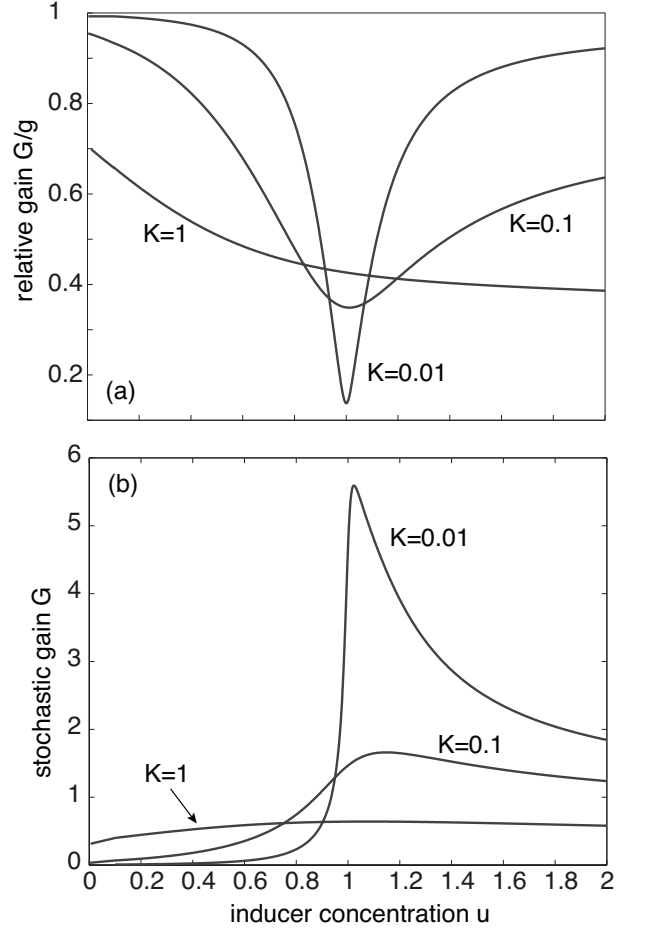 1
0.8
0.6
0.4
0.2
relative gain G/g
K=1
K=0.1
K=0.01
(a)
6
5
4
3
2
1
0
stochastic gain G
(b)
K=0.01
K=0.1
K=1
0 0.2 0.4 0.6 0.8 1 1.2 1.4 1.6 1.8 2
inducer concentration u